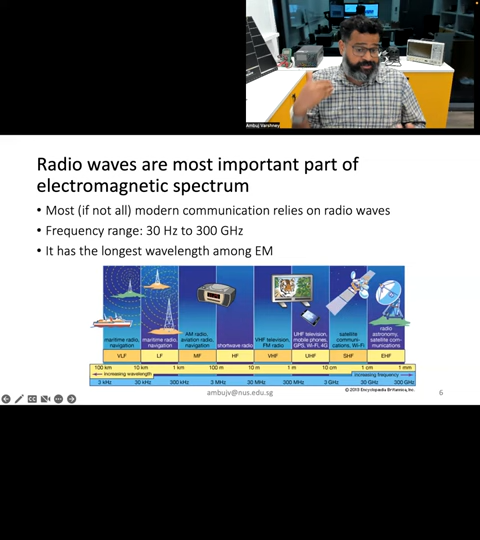 Ambuj Varshney
Radio waves are most important part of
electromagnetic spectrum
• Most (if not all) modern communication relies on radio waves
• Frequency range: 30 Hz to 300 GHz
• It has the longest wavelength among EM
maritime radio, navigation
maritime radio, navigation
AM radio, aviation radio, navigation
shortwave radio
VHF television, FM radio
UHF television, mobile phones, GPS, Wi-Fi, 4G
satellite communi-cations, Wi-Fi
radio astronomy, satellite com-munications
VLF LF MF HF VHF UHF SHF EHF
100 km 10 km 1 km 100 m 10 m 1 m 10 cm 1 cm 1 mm
Increasing wavelength Increasing frequency
3 kHz 30 kHz 300 kHz 3 MHz 30 MHz 300 MHz 3 GHz 30 GHz 300 GHz
© 2013 Encyclopædia Britannica, Inc.
ambujv@nus.edu.sg
6